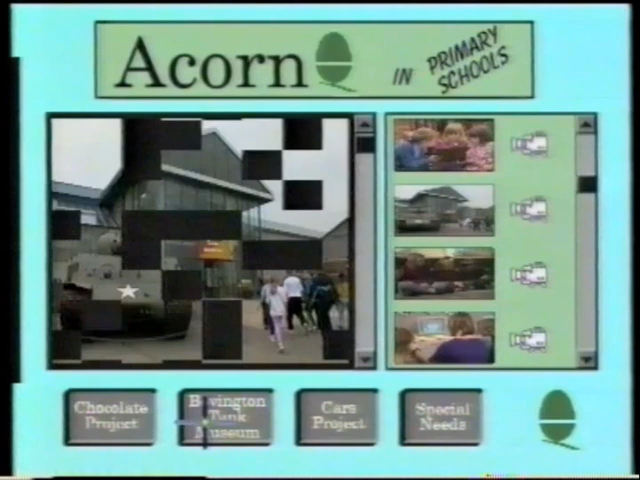 Acorn
IN PRIMARY
SCHOOLS
Chocolate
Project
Bovington
Tank
Museum
Cars
Project
Special
Needs